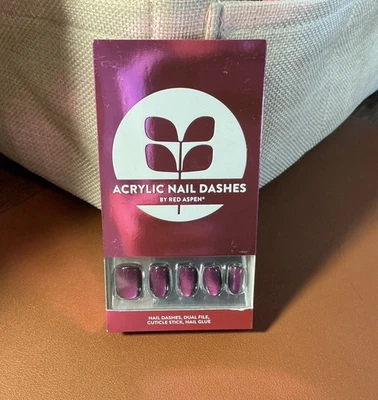 ACRYLIC NAIL DASHES
BY RED ASPEN®
NAIL DASHES, DUAL FILE,
CUTICLE STICK, NAIL GLUE